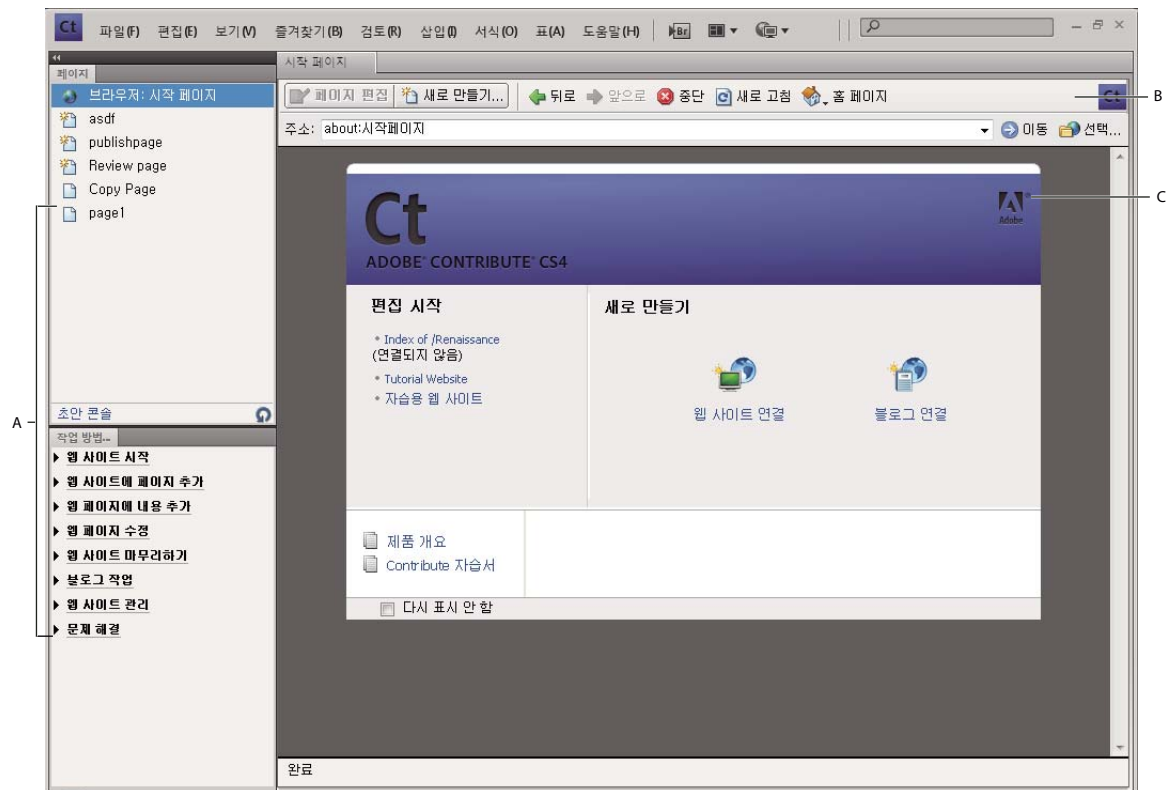 Ct 파일(F) 편집(E) 보기(V) 즐겨찾기(B) 검토(R) 삽입(I) 서식(O) 표(A) 도움말(H) Br
페이지
시작 페이지
브라우저: 시작 페이지
asdf
publishpage
Review page
Copy Page
page1
초안 콘솔
페이지 편집 새로 만들기... 뒤로 앞으로 중단 새로 고침 홈 페이지 Ct
B
주소: about:시작페이지 이동 선택...
Ct
ADOBE® CONTRIBUTE® CS4
Adobe
C
편집 시작
• Index of /Renaissance
(연결되지 않음)
• Tutorial Website
• 자습용 웹 사이트
새로 만들기
웹 사이트 연결
블로그 연결
제품 개요
Contribute 자습서
다시 표시 안 함
A
작업 방법...
웹 사이트 시작
웹 사이트에 페이지 추가
웹 페이지에 내용 추가
웹 페이지 수정
웹 사이트 마무리하기
블로그 작업
웹 사이트 관리
문제 해결
완료